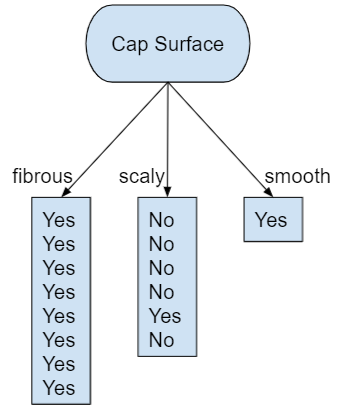 Cap Surface
fibrous
scaly
smooth
Yes
Yes
Yes
Yes
Yes
Yes
Yes
Yes
No
No
No
No
Yes
No
Yes